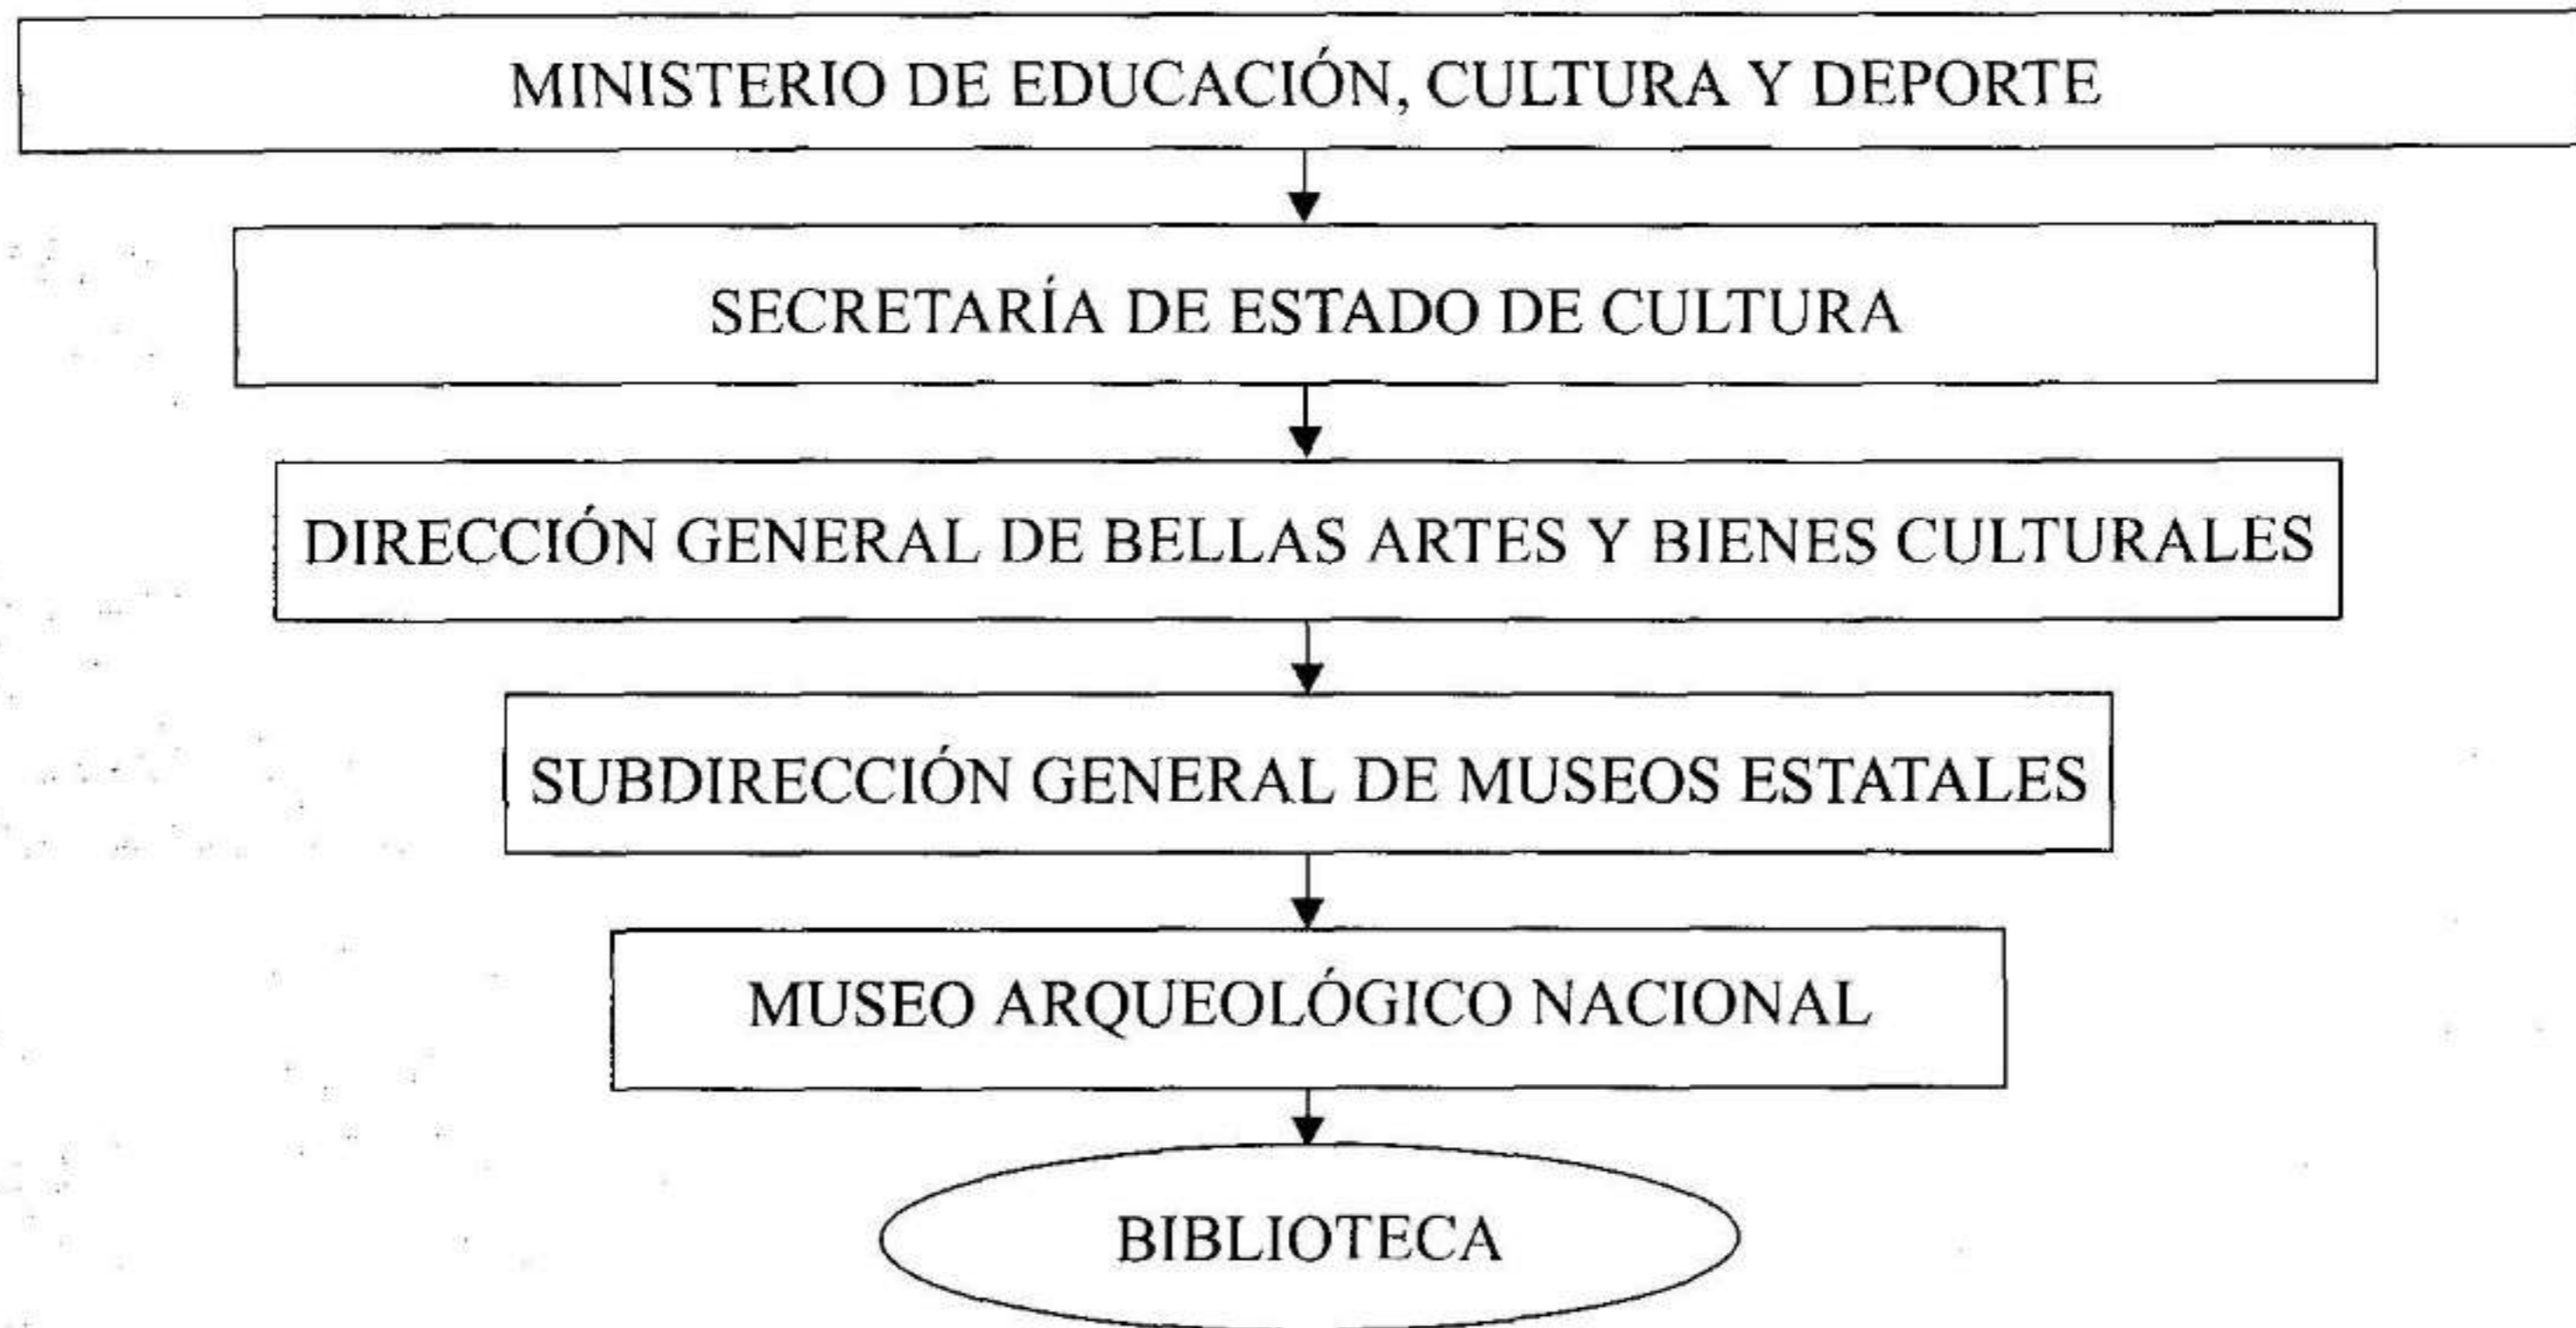 MINISTERIO DE EDUCACIÓN, CULTURA Y DEPORTE
SECRETARÍA DE ESTADO DE CULTURA
DIRECCIÓN GENERAL DE BELLAS ARTES Y BIENES CULTURALES
SUBDIRECCIÓN GENERAL DE MUSEOS ESTATALES
MUSEO ARQUEOLÓGICO NACIONAL
BIBLIOTECA